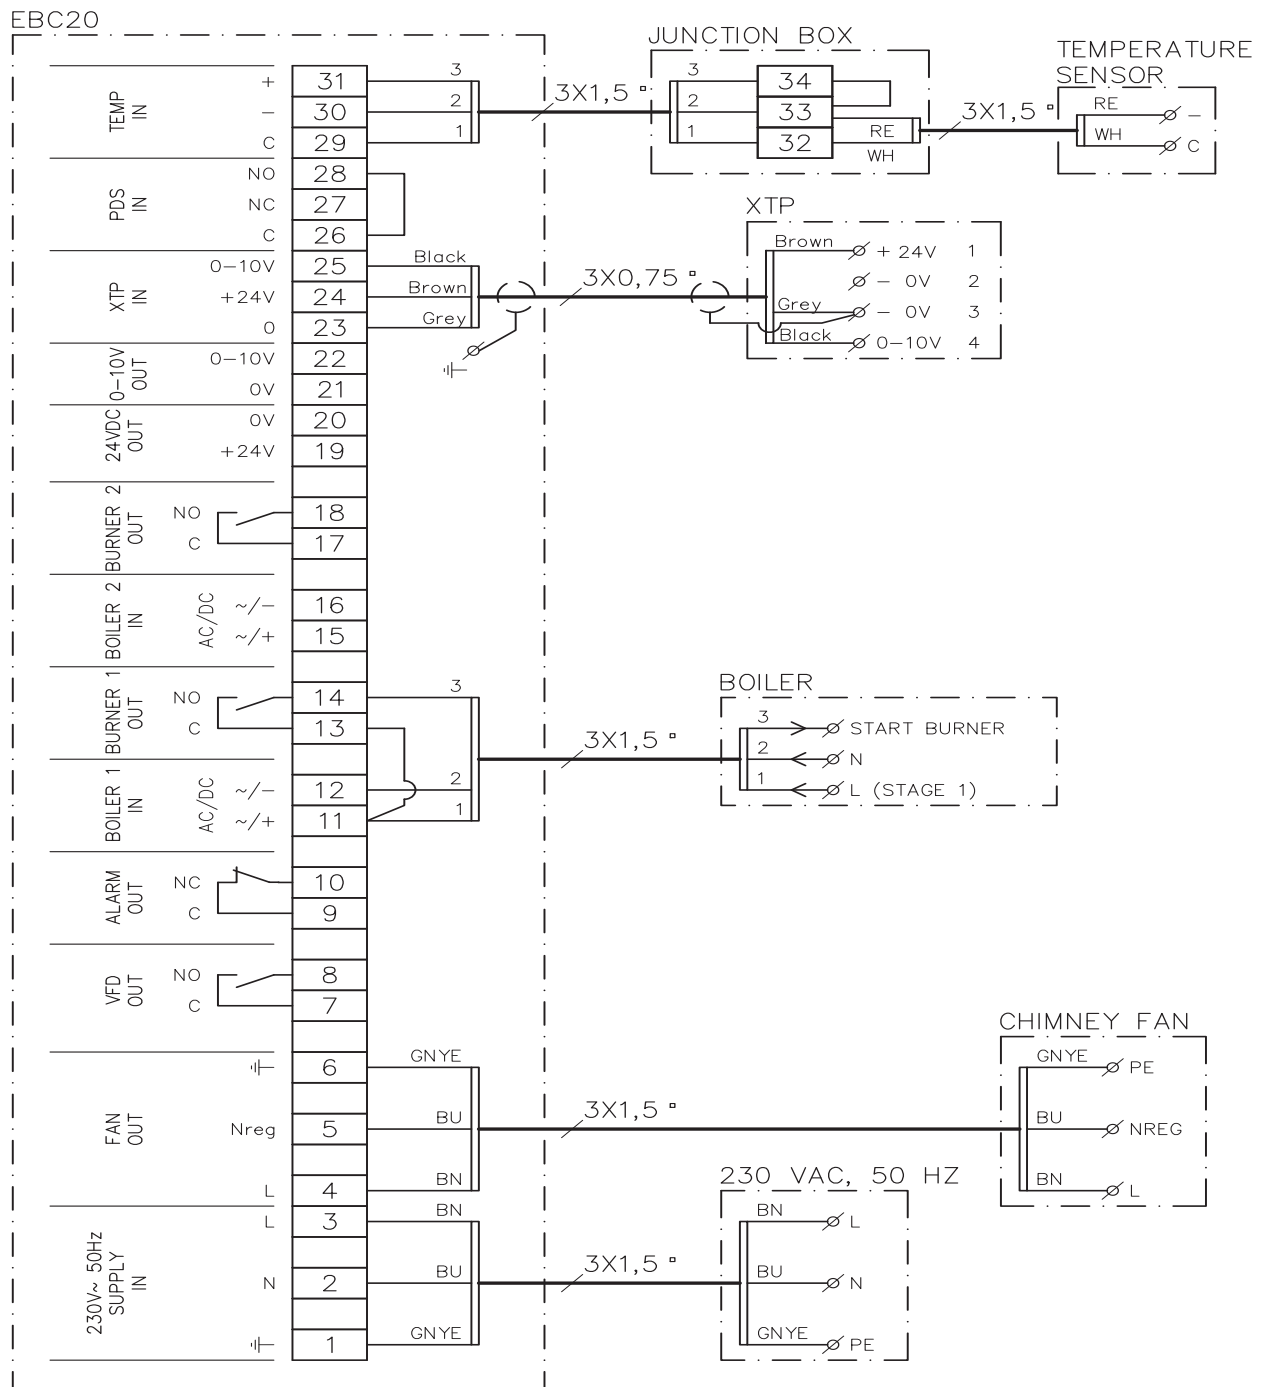 EBC20
JUNCTION BOX
TEMPERATURE
SENSOR
TEMP
IN
+ 31 3
− 30 2
C 29 1
3X1,5 ▫
3 34
2 33
1 32
RE
WH
3X1,5 ▫
RE −
WH C
PDS
IN
NO 28
NC 27
C 26
XTP
IN
0−10V 25 Black
+24V 24 Brown
0 23 Grey
3X0,75 ▫
XTP
Brown + 24V 1
− 0V 2
Grey − 0V 3
Black 0−10V 4
0−10V
OUT
0−10V 22
0V 21
24VDC
OUT
0V 20
+24V 19
BURNER 2
OUT
NO 18
C 17
BOILER 2
IN
AC/DC
~/− 16
~/+ 15
BURNER 1
OUT
NO 14 3
C 13
BOILER 1
IN
AC/DC
~/− 12 2
~/+ 11 1
3X1,5 ▫
BOILER
3 START BURNER
2 N
1 L (STAGE 1)
ALARM
OUT
NC 10
C 9
VFD
OUT
NO 8
C 7
FAN
OUT
6 GNYE
Nreg 5 BU
L 4 BN
3X1,5 ▫
CHIMNEY FAN
GNYE PE
BU NREG
BN L
230V~ 50Hz
SUPPLY
IN
L 3 BN
N 2 BU
1 GNYE
3X1,5 ▫
230 VAC, 50 HZ
BN L
BU N
GNYE PE